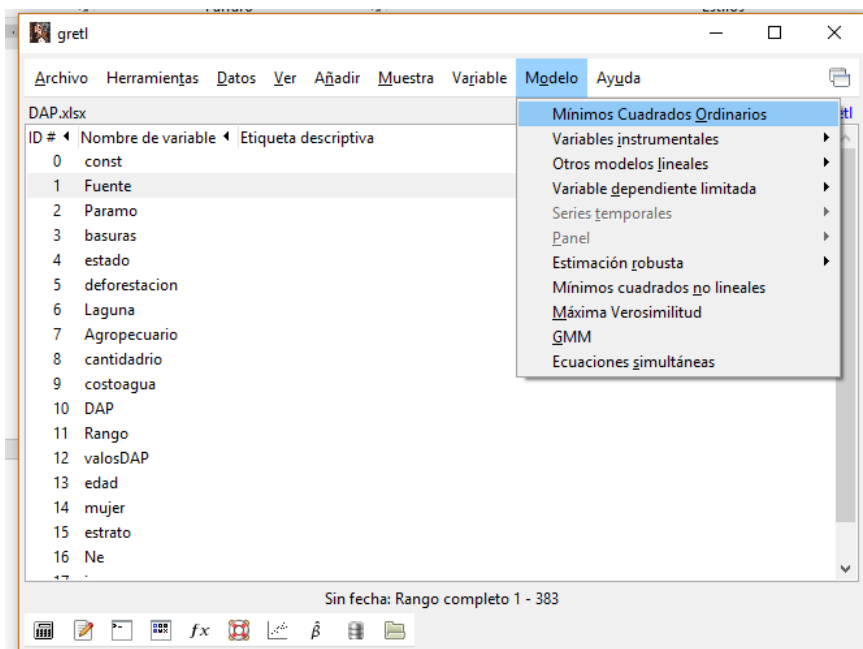 gretl
Archivo Herramientas Datos Ver Añadir Muestra Variable Modelo Ayuda
DAP.xlsx
Mínimos Cuadrados Ordinarios
Variables instrumentales
Otros modelos lineales
Variable dependiente limitada
Series temporales
Panel
Estimación robusta
Mínimos cuadrados no lineales
Máxima Verosimilitud
GMM
Ecuaciones simultáneas
ID # Nombre de variable Etiqueta descriptiva
0 const
1 Fuente
2 Paramo
3 basuras
4 estado
5 deforestacion
6 Laguna
7 Agropecuario
8 cantidadrio
9 costoagua
10 DAP
11 Rango
12 valosDAP
13 edad
14 mujer
15 estrato
16 Ne
Sin fecha: Rango completo 1 - 383
fx β̂